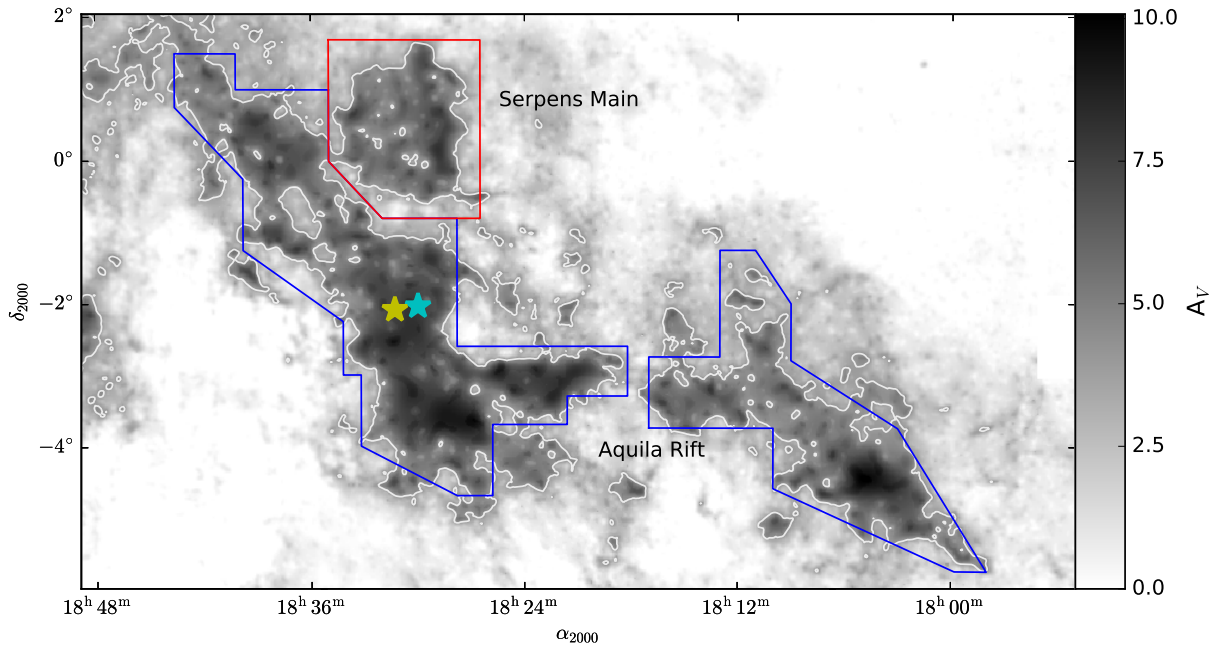 2°
0°
−2°
−4°
δ2000
Serpens Main
Aquila Rift
18h 48m
18h 36m
18h 24m
18h 12m
18h 00m
α2000
10.0
7.5
5.0
2.5
0.0
AV